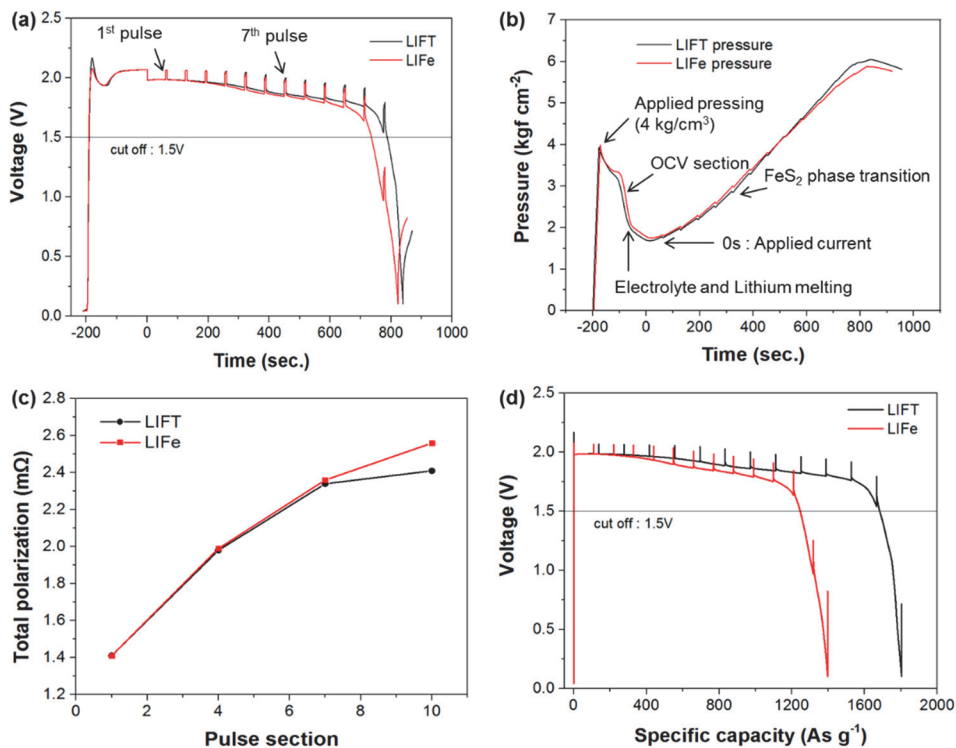 (a)
2.5
2.0
1.5
1.0
0.5
0.0
Voltage (V)
1st pulse
7th pulse
LIFT
LIFe
cut off : 1.5V
-200
0
200
400
600
800
1000
Time (sec.)
(b)
7
6
5
4
3
2
1
0
Pressure (kgf cm-2)
LIFT pressure
LIFe pressure
Applied pressing
(4 kg/cm3)
OCV section
FeS2 phase transition
0s : Applied current
Electrolyte and Lithium melting
-200
0
200
400
600
800
1000
Time (sec.)
(c)
2.8
2.6
2.4
2.2
2.0
1.8
1.6
1.4
1.2
Total polarization (mΩ)
LIFT
LIFe
0
2
4
6
8
10
Pulse section
(d)
2.5
2.0
1.5
1.0
0.5
0.0
Voltage (V)
LIFT
LIFe
cut off : 1.5V
0
400
800
1200
1600
2000
Specific capacity (As g-1)